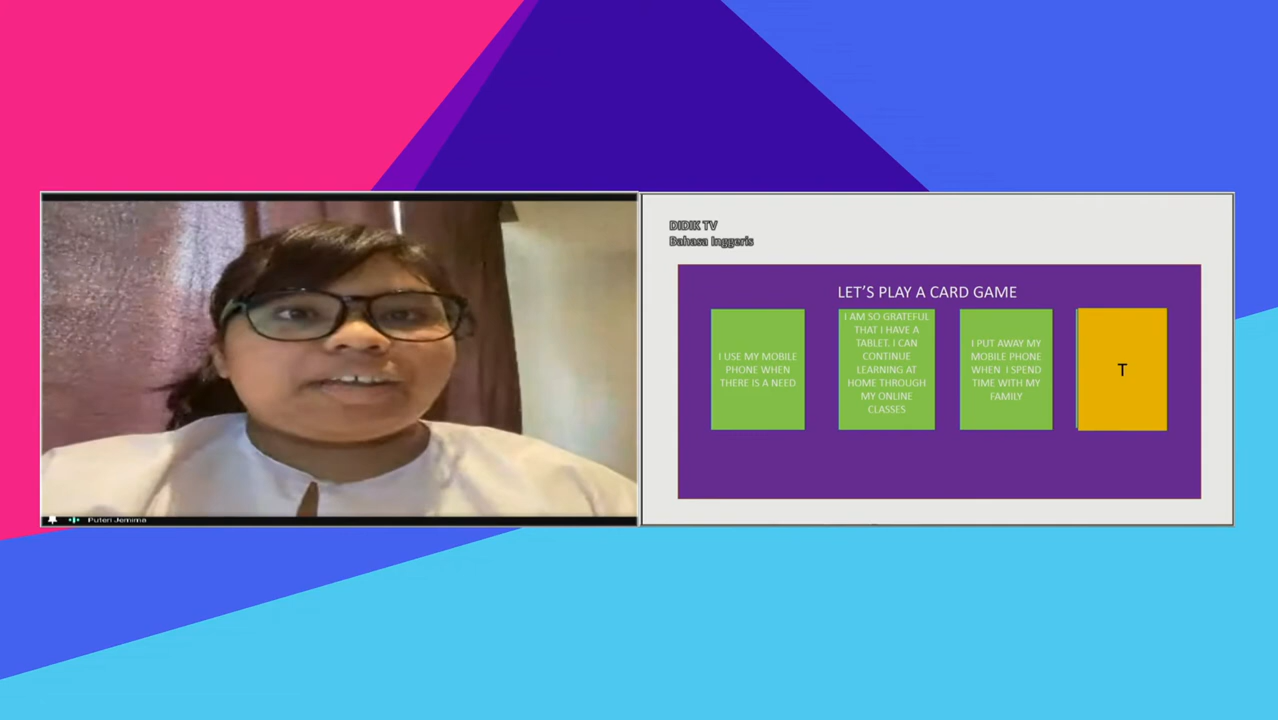 DIDIK TV
Bahasa Inggeris
LET'S PLAY A CARD GAME
I USE MY MOBILE
PHONE WHEN
THERE IS A NEED
I AM SO GRATEFUL
THAT I HAVE A
TABLET. I CAN
CONTINUE
LEARNING AT
HOME THROUGH
MY ONLINE
CLASSES
I PUT AWAY MY
MOBILE PHONE
WHEN I SPEND
TIME WITH MY
FAMILY
T
Puteri Jemima